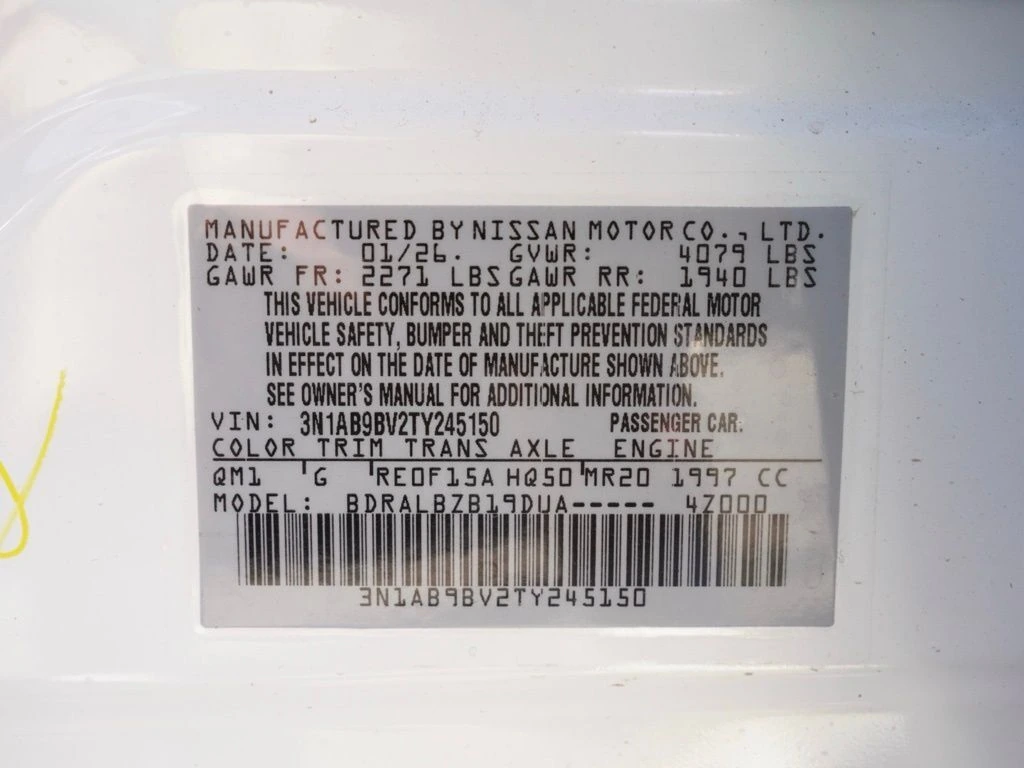 MANUFACTURED BY NISSAN MOTOR CO., LTD.
DATE: 01/26. GVWR: 4079 LBS
GAWR FR: 2271 LBS GAWR RR: 1940 LBS
THIS VEHICLE CONFORMS TO ALL APPLICABLE FEDERAL MOTOR
VEHICLE SAFETY, BUMPER AND THEFT PREVENTION STANDARDS
IN EFFECT ON THE DATE OF MANUFACTURE SHOWN ABOVE.
SEE OWNER'S MANUAL FOR ADDITIONAL INFORMATION.
VIN: 3N1AB9BV2TY245150 PASSENGER CAR.
COLOR TRIM TRANS AXLE ENGINE
QM1 G RE0F15A HQ50 MR20 1997 CC
MODEL: BDRALBZB19DUA----- 4Z000
3N1AB9BV2TY245150